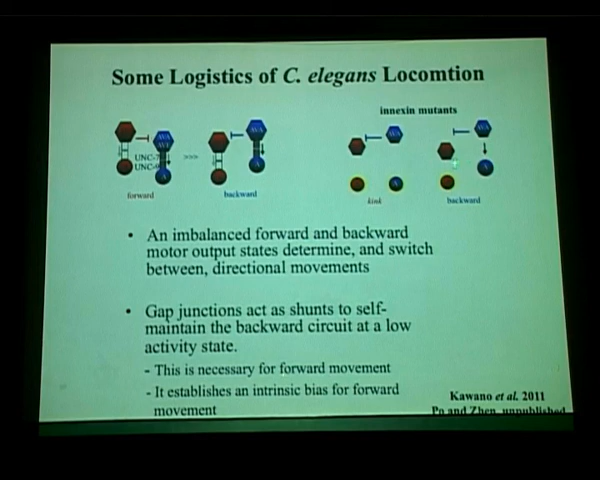 Some Logistics of C. elegans Locomtion
innexin mutants
AVA
AVA
AVA
AVA
UNC-7
UNC-9
>>>
A
A
A
A
forward
backward
kink
backward
• An imbalanced forward and backward
motor output states determine, and switch
between, directional movements
• Gap junctions act as shunts to self-
maintain the backward circuit at a low
activity state.
- This is necessary for forward movement
- It establishes an intrinsic bias for forward
movement
Kawano et al. 2011
Po and Zhen, unpublished